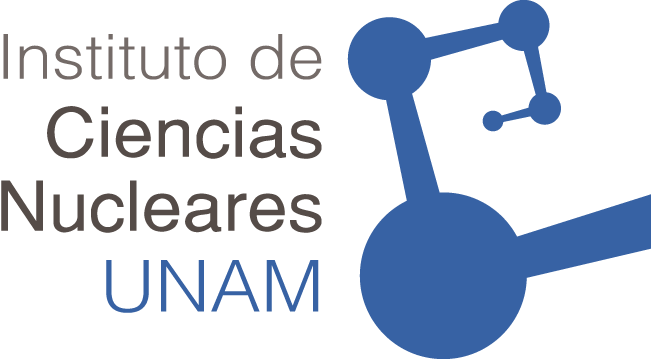 Instituto de
Ciencias
Nucleares
UNAM